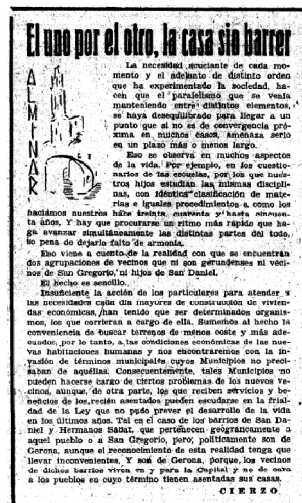 El uno por el otro, la casa sin barrer
ALMINAR
La necesidad acuciante de cada mo-
mento y el adelanto de distinto orden
que ha experimentado la sociedad, ha-
cen que el paralelismo que se venía
manteniendo entre distintos elementos,
se haya desequilibrado para llegar a un
punto que si no es de convergencia próxima
en muchos casos, amenaza serlo
en un plazo más o menos largo.
Eso se observa en muchos aspectos
de la vida. Por ejemplo, en los cuestio-
narios de las escuelas, por los que nues-
tros hijos estudian las mismas discipli-
nas, con idéntica clasificación de mate-
rias e iguales procedimientos a como los
hacíamos nosotros hará treinta, cuarenta y hasta cincuen-
ta años. Y hay que procurarse un ritmo más rápido que ha-
ga avanzar simultáneamente las distintas partes del todo,
so pena de dejarlo falto de armonía.
Eso viene a cuento de la realidad con que se encuentran
dos agrupaciones de vecinos que ni son gerundenses ni veci-
nos de San Gregorio, ni hijos de San Daniel.
El hecho es sencillo.
Insuficiente la acción de los particulares para atender a
las necesidades cada día mayores de construcción de vivien-
das económicas, han tenido que ser determinados organis-
mos, los que corrieran a cargo de ella. Sumemos al hecho la
conveniencia de buscar terrenos de menos coste y más ade-
cuados, por lo tanto, a las condiciones económicas de las nue-
vas habitaciones humanas y nos encontraremos con la in-
vasión de términos municipales, cuyos Municipios no preci-
saban de aquéllas. Consecuentemente, tales Municipios no
pueden hacerse cargo de ciertos problemas de los nuevos ve-
cinos, aunque, de otra parte, los que reciben servicios y be-
neficios de los recién asentados pueden escudarse en la frial-
dad de la Ley que no pudo prever el desarrollo de la vida
en los últimos años. Tal es el caso de los barrios de San Da-
niel y Hermanos Sábat, que pertenecen geográficamente a
aquel pueblo o a San Gregorio, pero; políticamente son de
Gerona, aunque el reconocimiento de esta realidad tenga que
llevar inconvenientes. Y son de Gerona, porque, los vecinos
de dichos barrios viven en y para la Capital y no de cara
a los pueblos en cuyo término tienen asentadas sus casas.
CIERZO